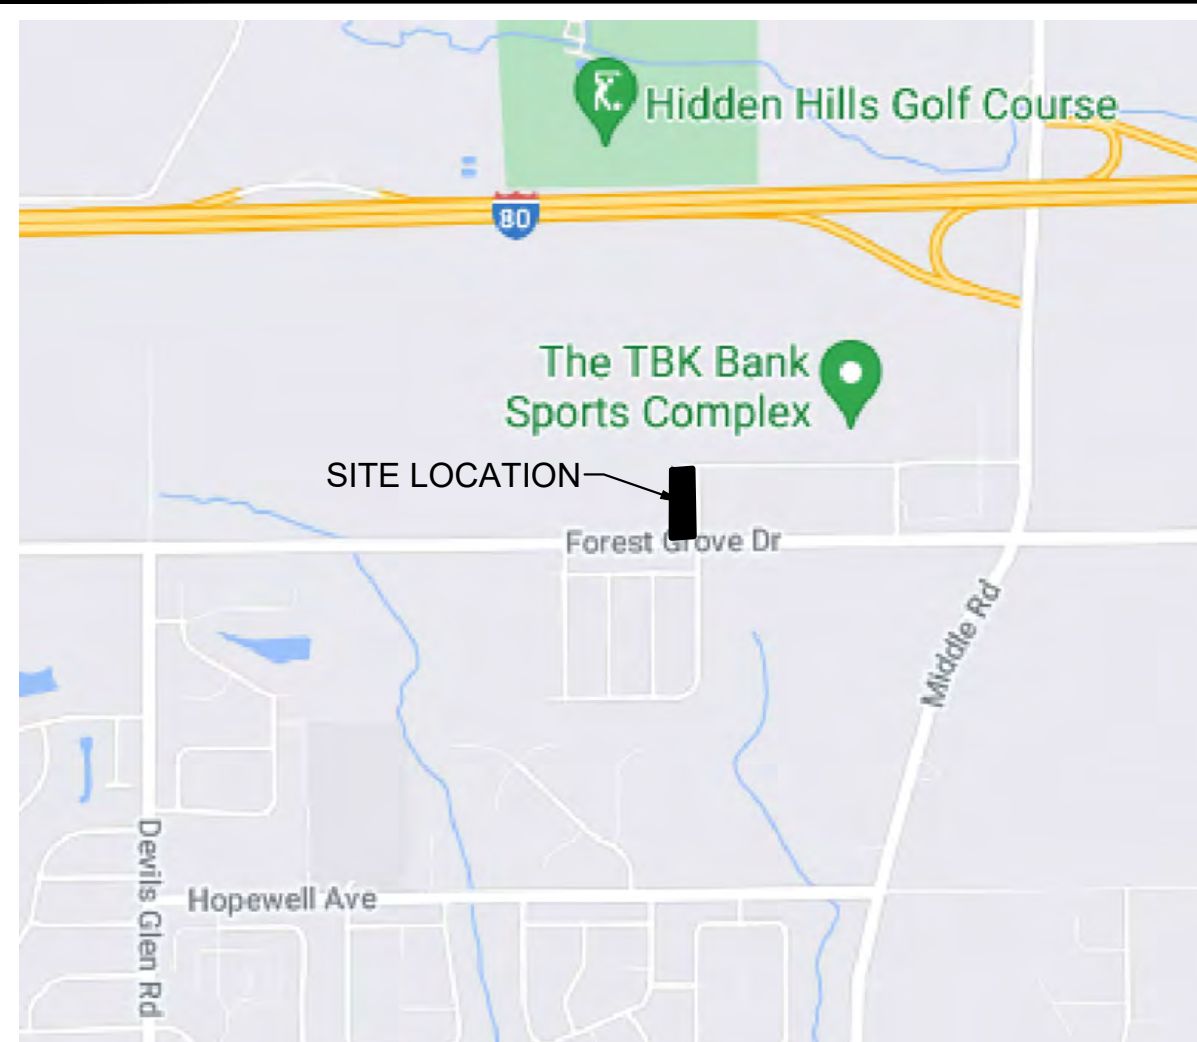 Hidden Hills Golf Course
80
The TBK Bank
Sports Complex
SITE LOCATION
Forest Grove Dr
Middle Rd
Devils Glen Rd
Hopewell Ave